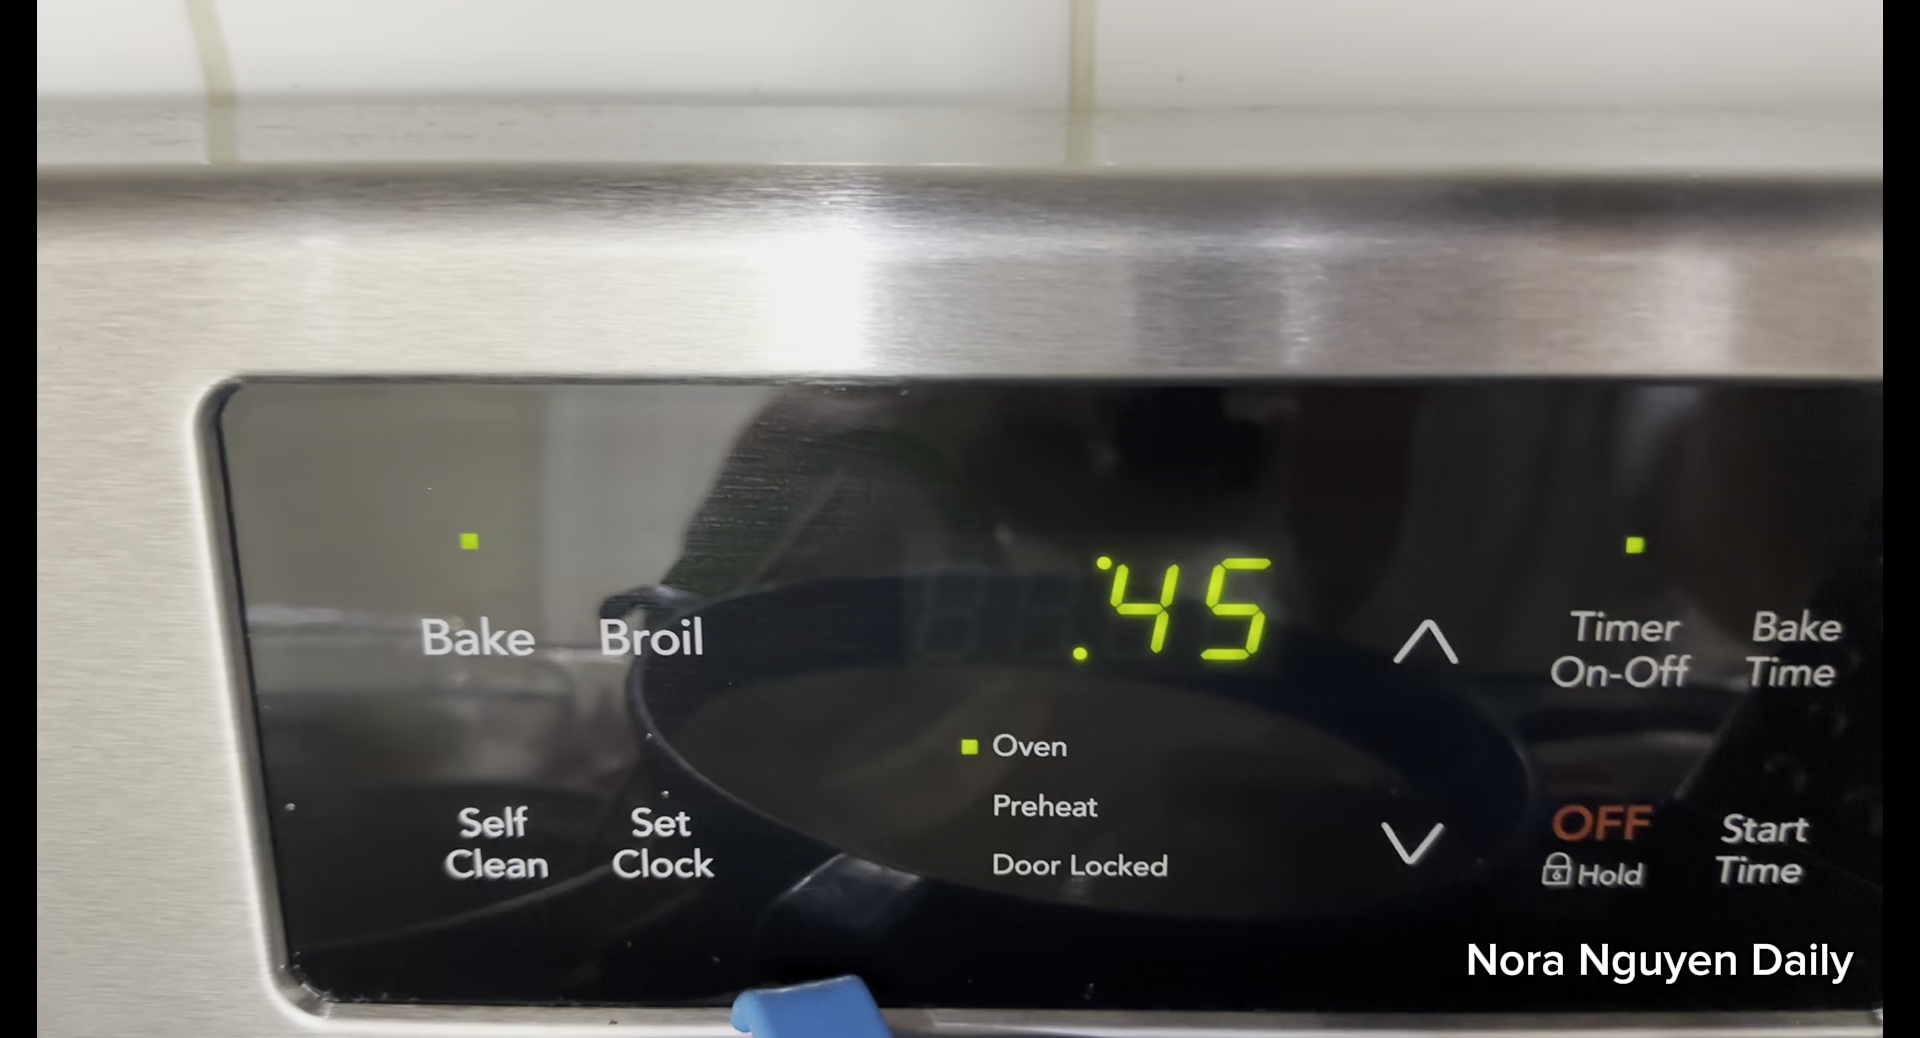 :45
Bake
Broil
Timer
On-Off
Bake
Time
Oven
Preheat
Door Locked
Self
Clean
Set
Clock
OFF
Hold
Start
Time
Nora Nguyen Daily